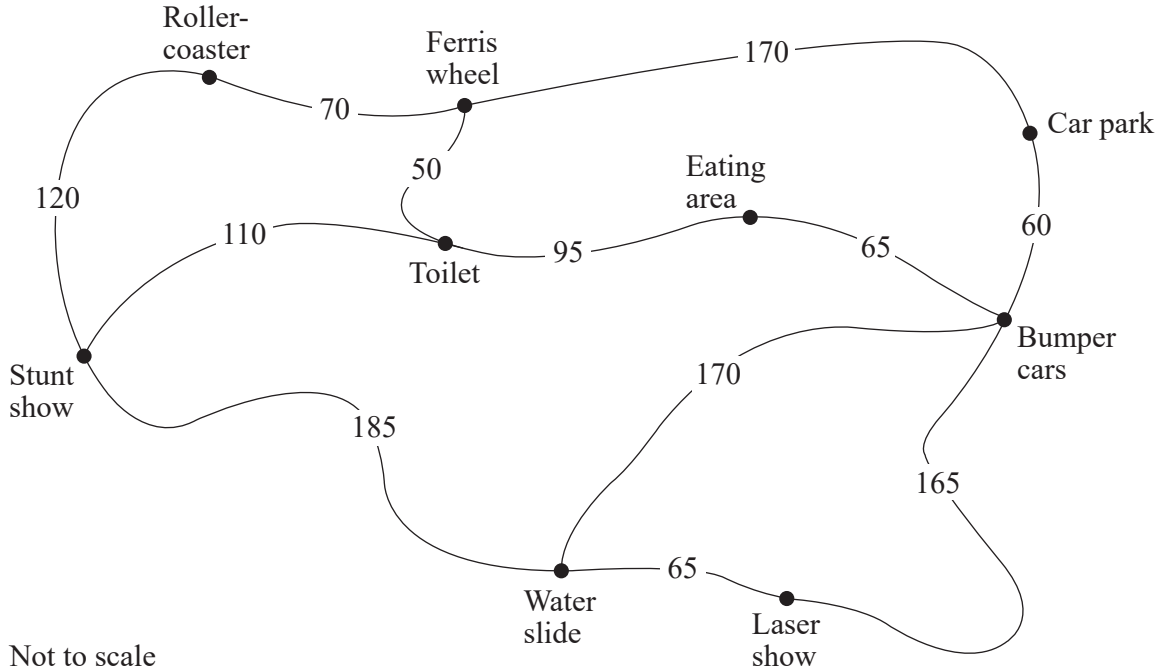 Roller-
coaster
Ferris
wheel
170
70
Car park
50
Eating
area
120
110
95
65
60
Toilet
Bumper
cars
Stunt
show
170
185
165
65
Water
slide
Laser
show
Not to scale